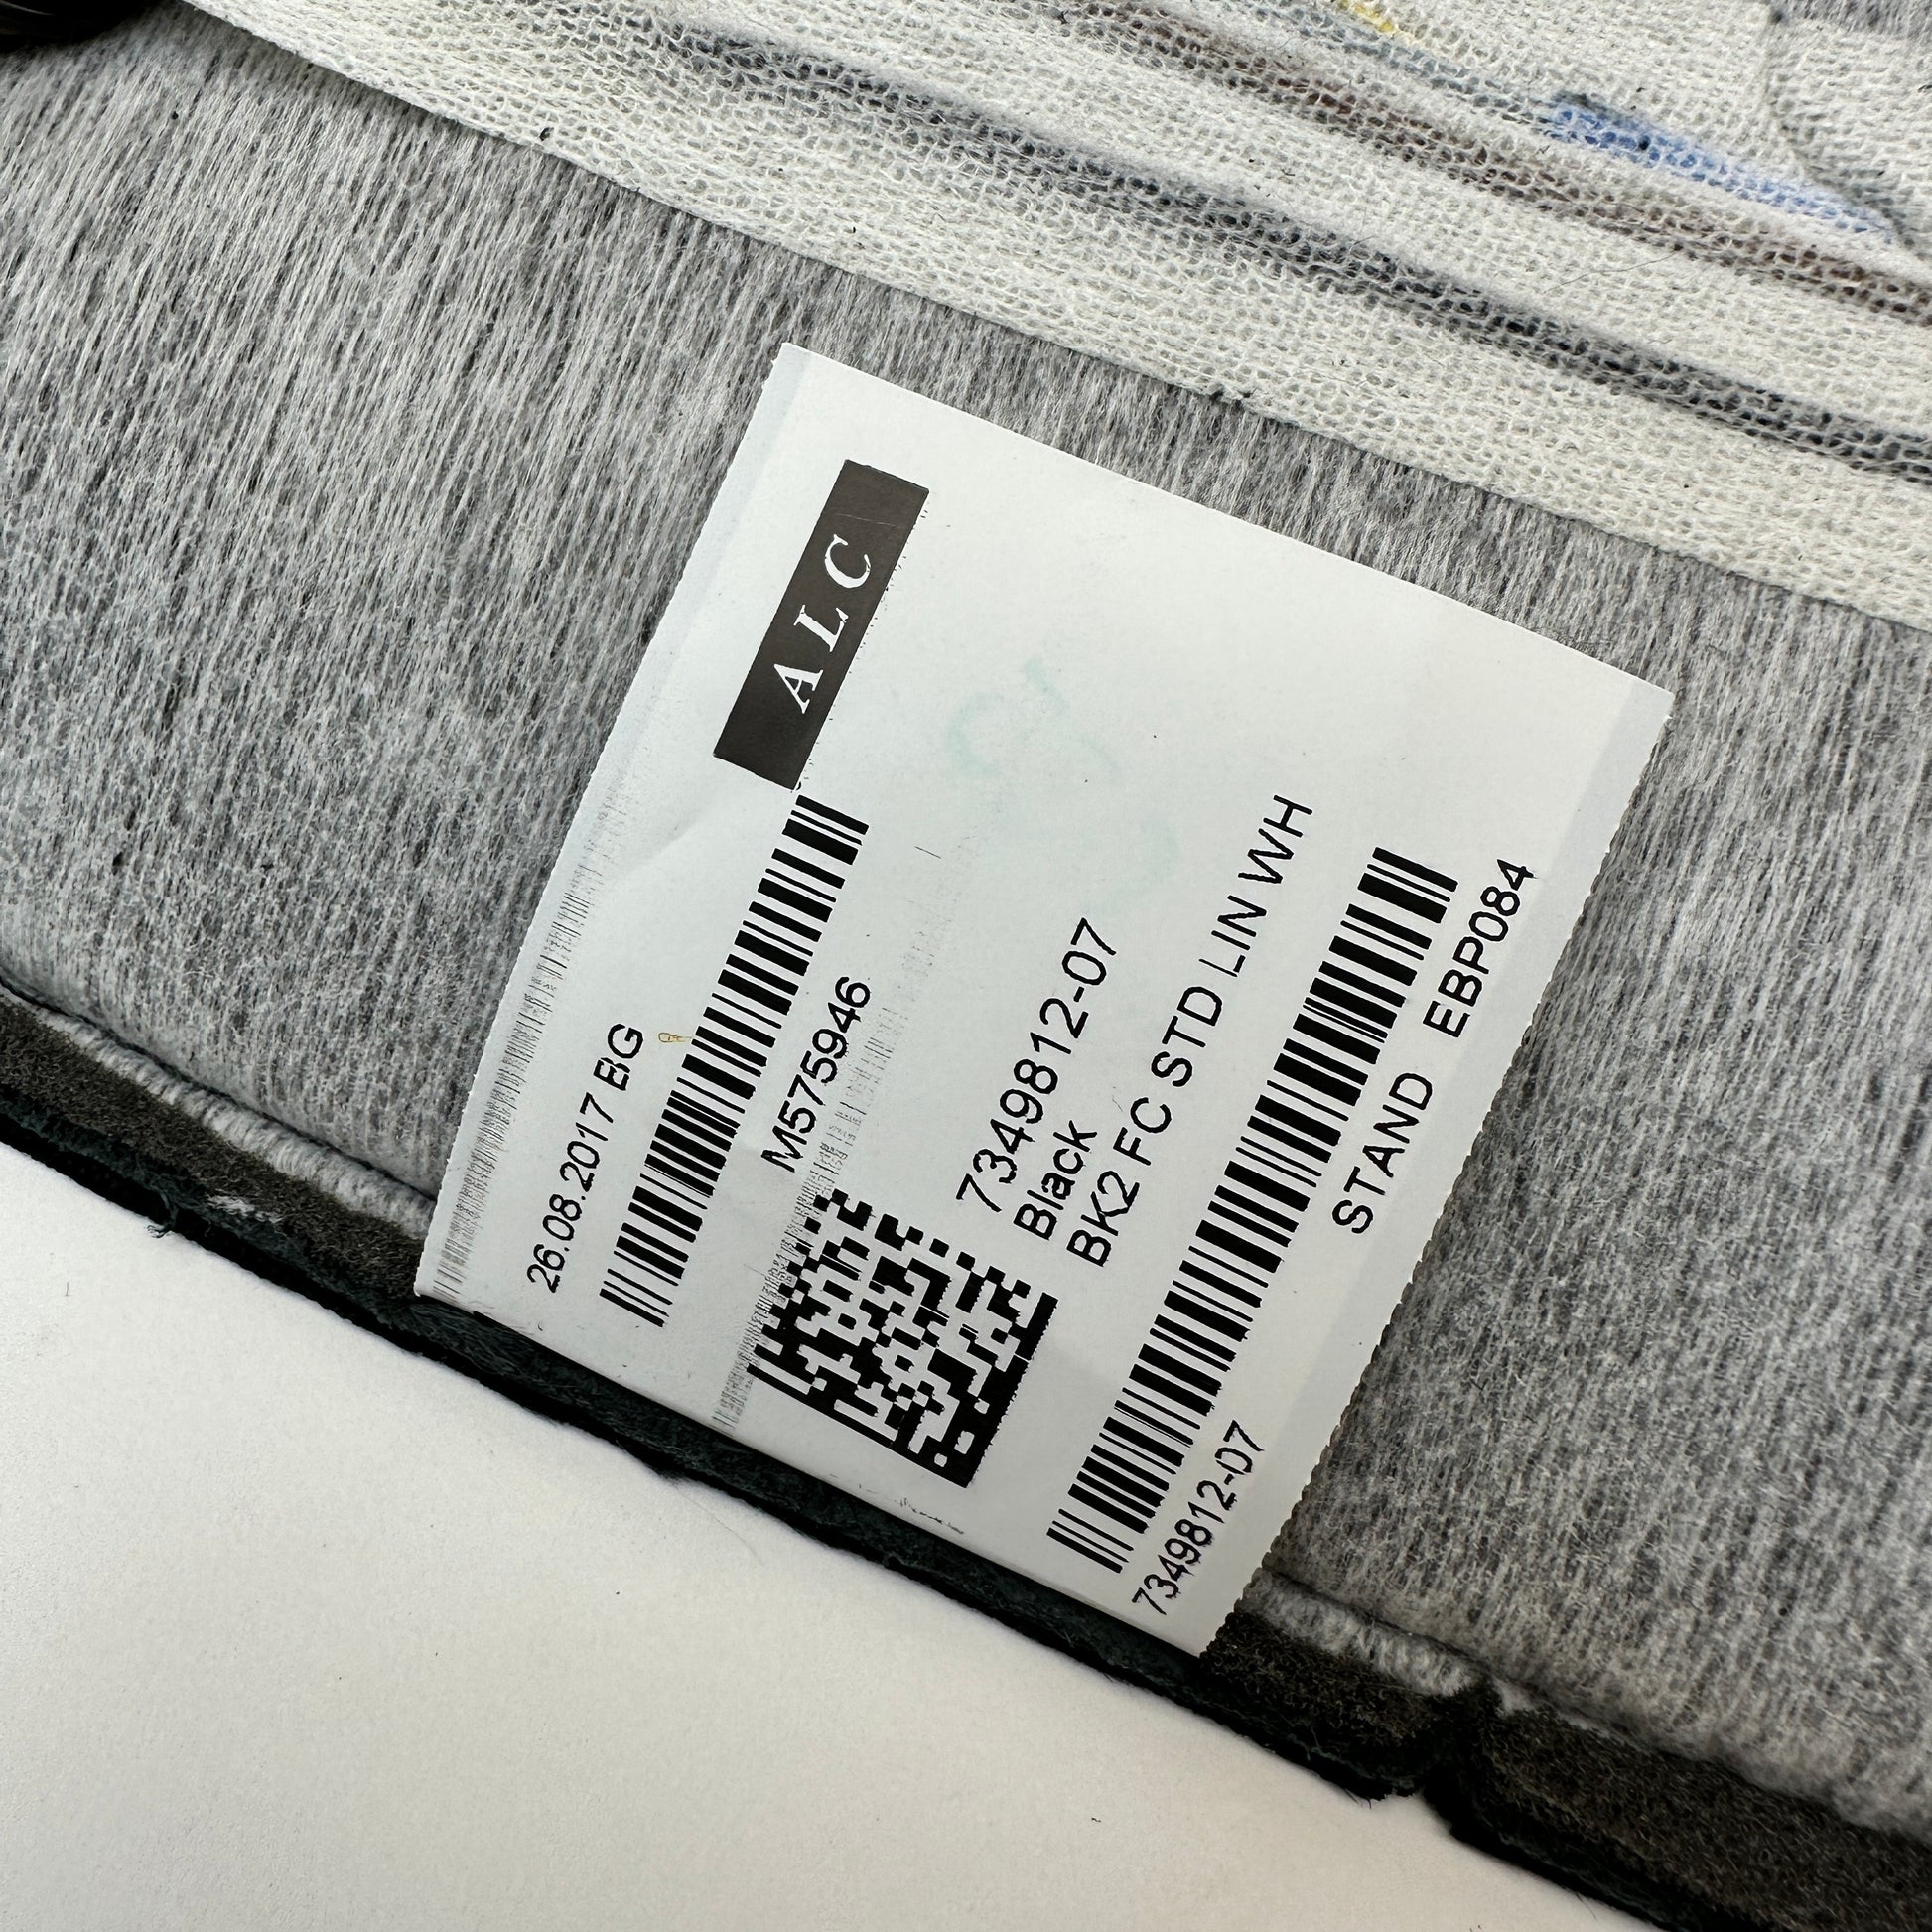 ALC
26.08.2017 BG
M575946
7349812-07
Black
BK2 FC STD LIN WH
7349812-07 STAND EBP084